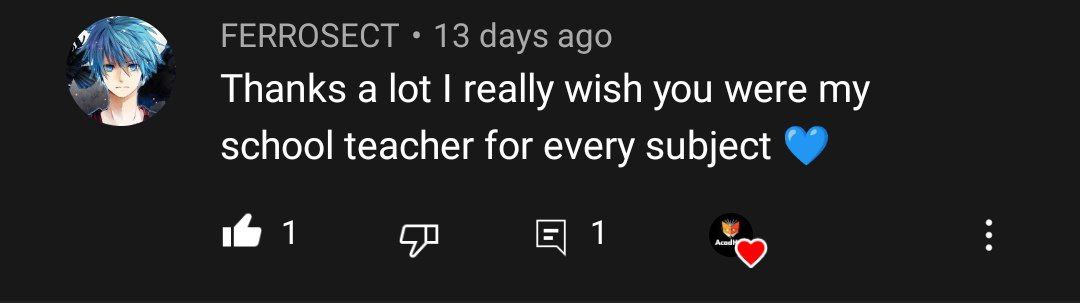 FERROSECT • 13 days ago
Thanks a lot I really wish you were my
school teacher for every subject 💙
1 1